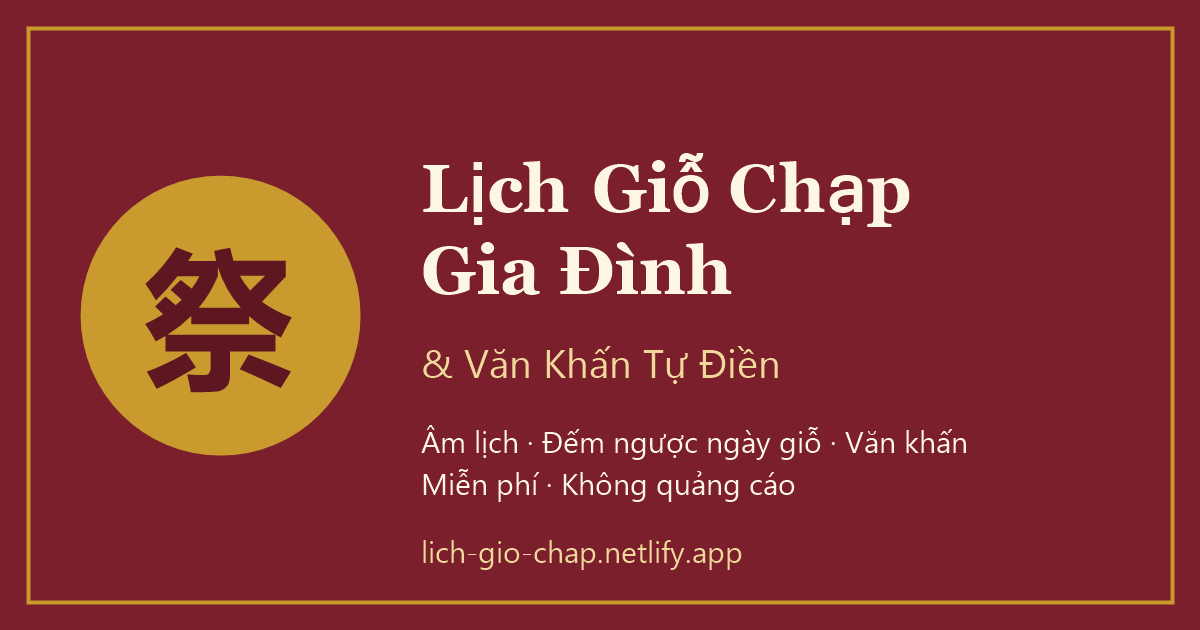 祭
Lịch Giỗ Chạp
Gia Đình
& Văn Khấn Tự Điền
Âm lịch · Đếm ngược ngày giỗ · Văn khấn
Miễn phí · Không quảng cáo
lich-gio-chap.netlify.app